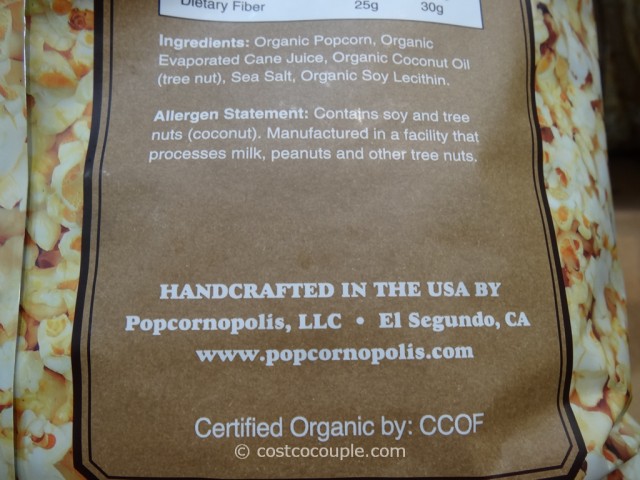 Dietary Fiber 25g 30g
Ingredients: Organic Popcorn, Organic
Evaporated Cane Juice, Organic Coconut Oil
(tree nut), Sea Salt, Organic Soy Lecithin.
Allergen Statement: Contains soy and tree
nuts (coconut). Manufactured in a facility that
processes milk, peanuts and other tree nuts.
HANDCRAFTED IN THE USA BY
Popcornopolis, LLC • El Segundo, CA
www.popcornopolis.com
Certified Organic by: CCOF
© costcocouple.com